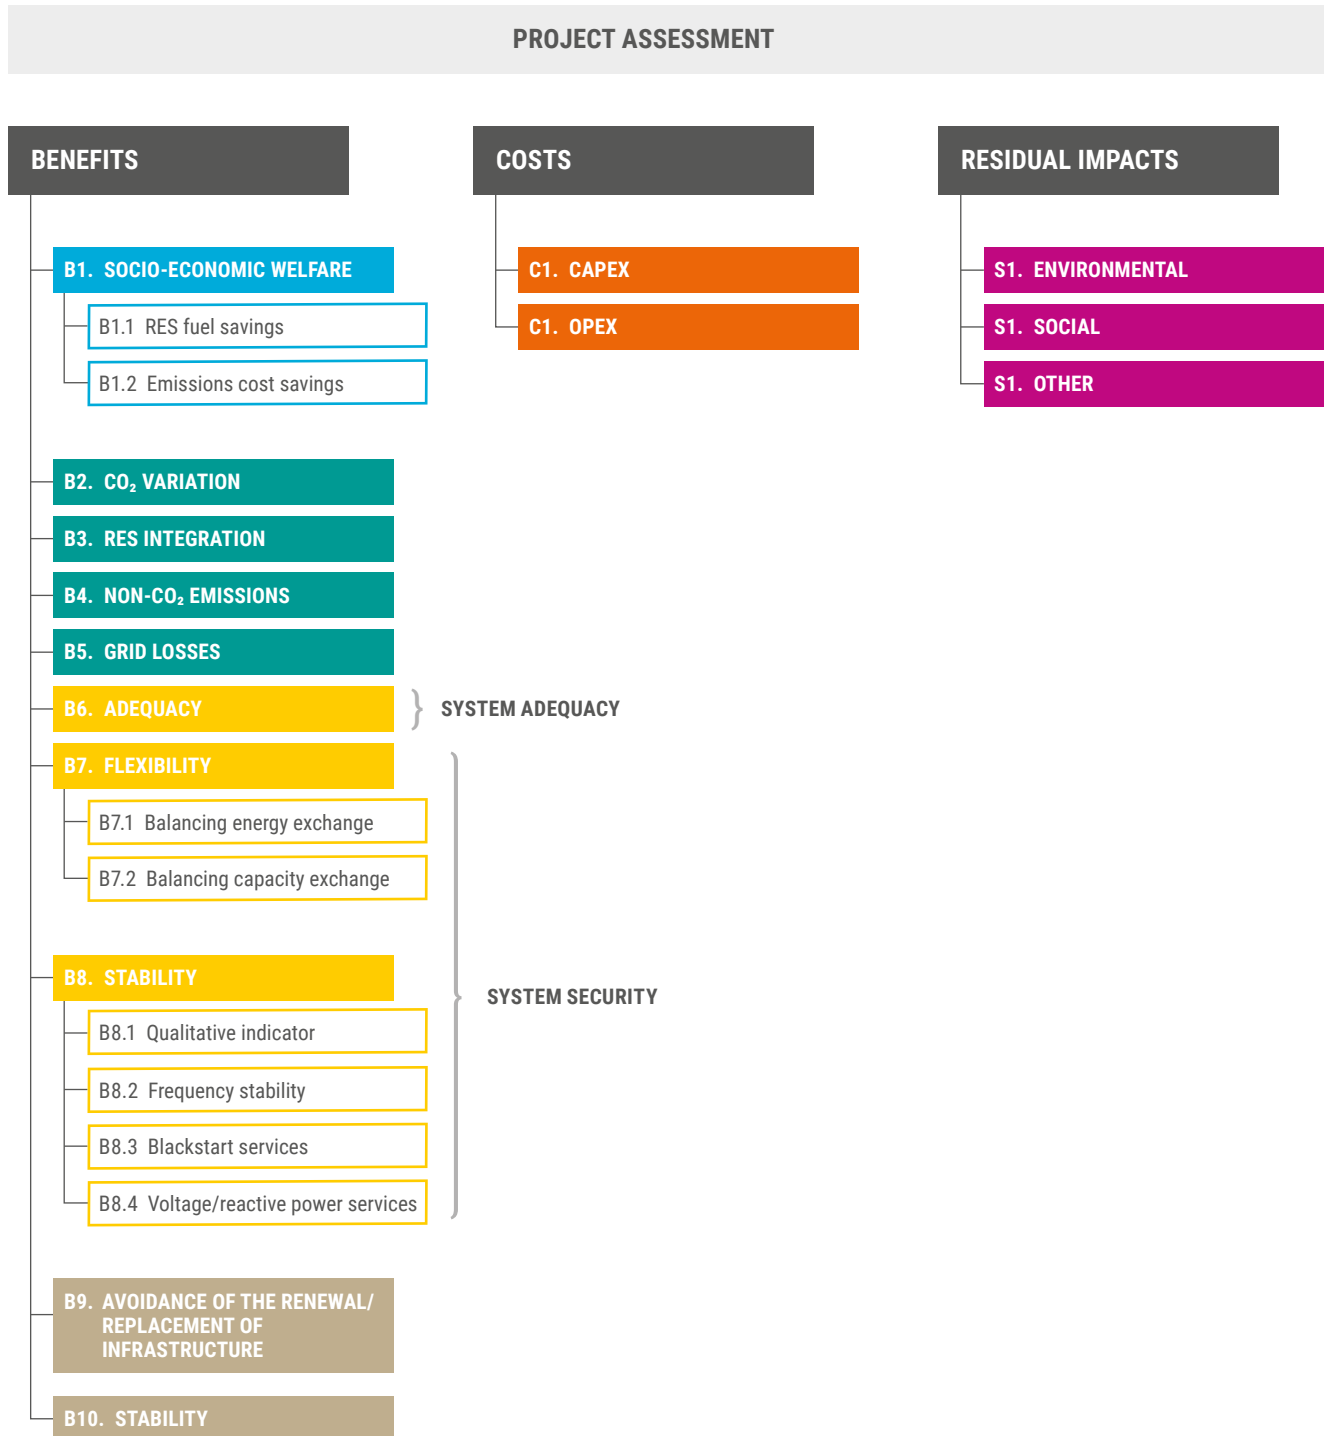 PROJECT ASSESSMENT
BENEFITS
B1. SOCIO-ECONOMIC WELFARE
B1.1 RES fuel savings
B1.2 Emissions cost savings
B2. CO₂ VARIATION
B3. RES INTEGRATION
B4. NON-CO₂ EMISSIONS
B5. GRID LOSSES
B6. ADEQUACY
SYSTEM ADEQUACY
B7. FLEXIBILITY
B7.1 Balancing energy exchange
B7.2 Balancing capacity exchange
B8. STABILITY
SYSTEM SECURITY
B8.1 Qualitative indicator
B8.2 Frequency stability
B8.3 Blackstart services
B8.4 Voltage/reactive power services
B9. AVOIDANCE OF THE RENEWAL/
REPLACEMENT OF
INFRASTRUCTURE
B10. STABILITY
COSTS
C1. CAPEX
C1. OPEX
RESIDUAL IMPACTS
S1. ENVIRONMENTAL
S1. SOCIAL
S1. OTHER